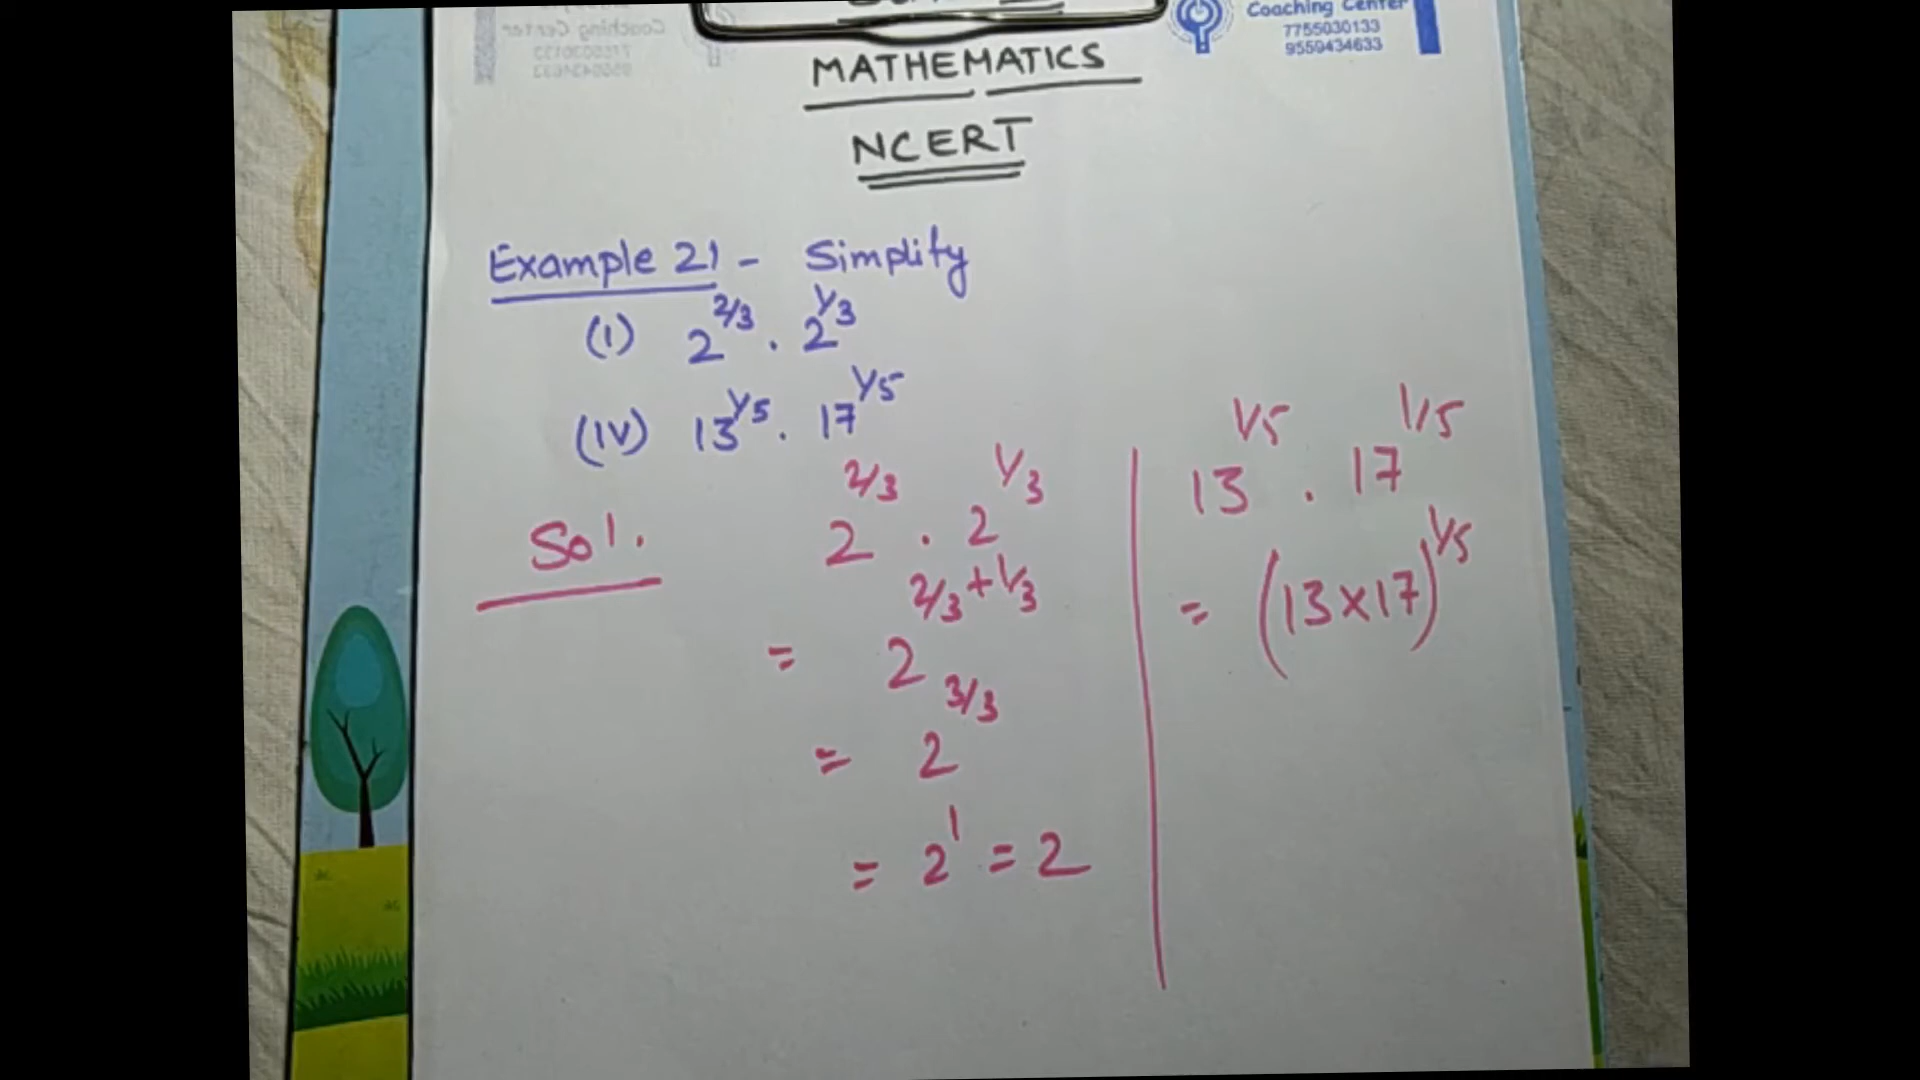 Coaching Center
7755030133
9559434633
MATHEMATICS
NCERT
Example 21 - Simplify
(I) 2^2/3 . 2^1/3
(IV) 13^1/5 . 17^1/5
Sol.
2^2/3 . 2^1/3
= 2^2/3+1/3
= 2^3/3
= 2^1 = 2
13^1/5 . 17^1/5
= (13x17)^1/5